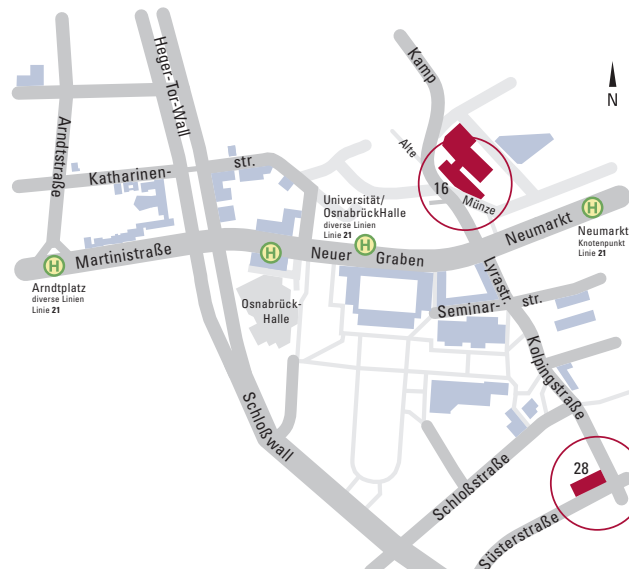 Kamp
Heger-Tor-Wall
N
Arndtstraße
Alte
Katharinen-
str.
16
Münze
Universität/
OsnabrückHalle
diverse Linien
Linie 21
H
Neumarkt
H
Neumarkt
Knotenpunkt
Linie 21
H
Martinistraße
H
Neuer
Graben
Lyrastr.
Arndtplatz
diverse Linien
Linie 21
Osnabrück-
Halle
Seminar-
str.
Kolpingstraße
Schloßwall
Schloßstraße
28
Süsterstraße